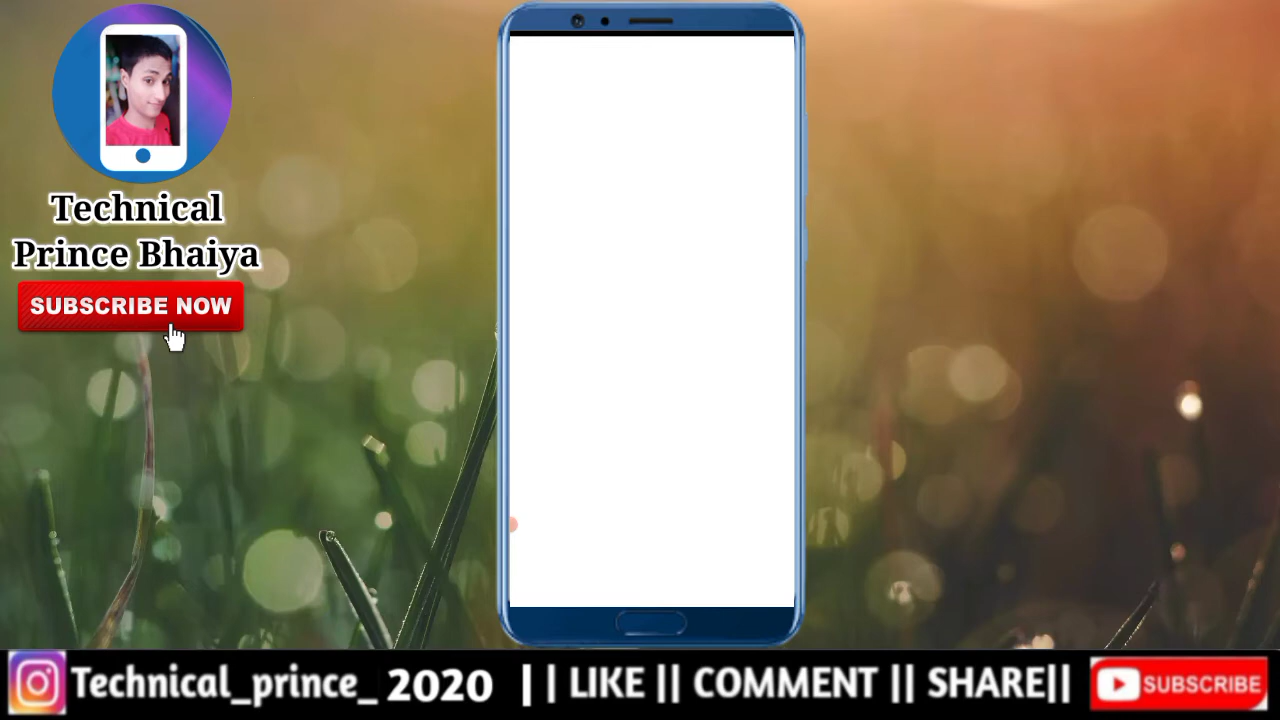 Technical
Prince Bhaiya
SUBSCRIBE NOW
Technical_prince_ 2020 | | LIKE || COMMENT || SHARE|| SUBSCRIBE